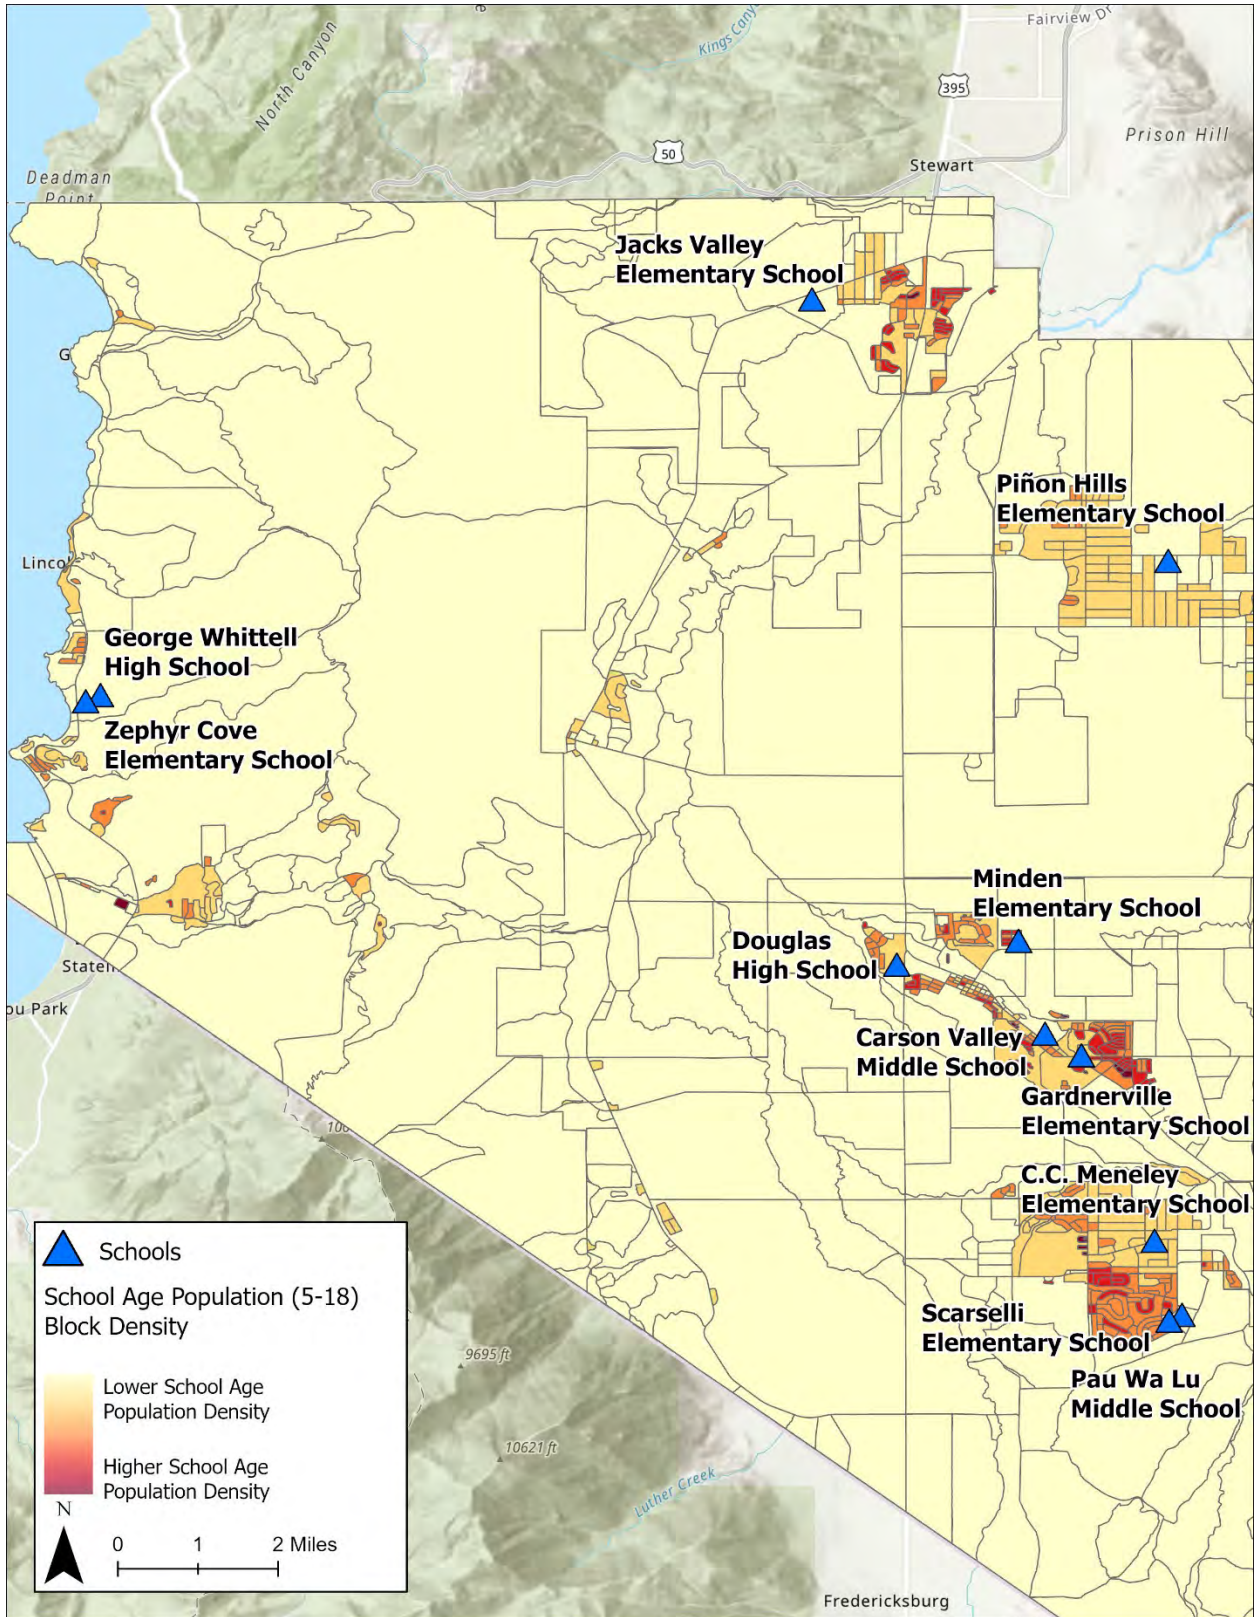 Fairview Dr
Kings Cany
North Canyon
395
Prison Hill
50
Stewart
Deadman
Point
Jacks Valley
Elementary School
G
Piñon Hills
Elementary School
Lincol
George Whittell
High School
Zephyr Cove
Elementary School
Minden
Elementary School
Douglas
High School
Statel
ou Park
Carson Valley
Middle School
Gardnerville
Elementary School
100
C.C. Meneley
Elementary School
Schools
School Age Population (5-18)
Block Density
Scarselli
Elementary School
9695 ft
Lower School Age
Population Density
Pau Wa Lu
Middle School
10621 ft
Higher School Age
Population Density
Luther Creek
N
0 1 2 Miles
Fredericksburg